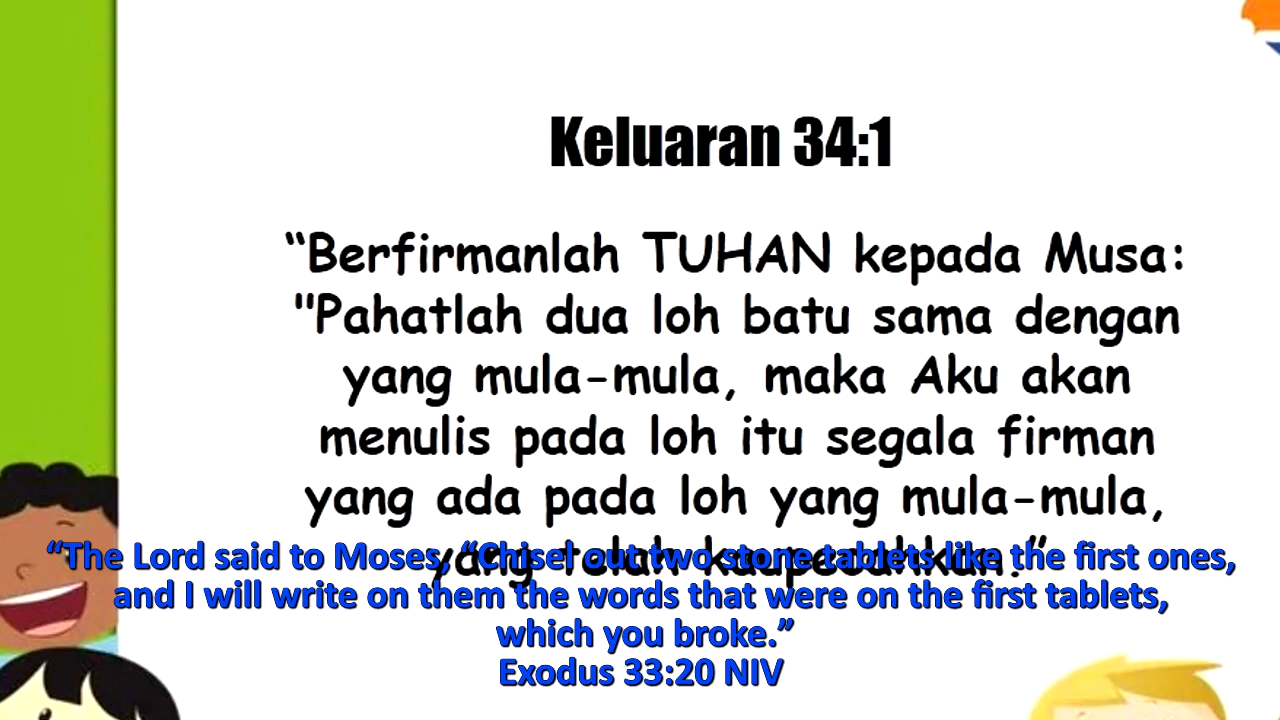 Keluaran 34:1
“Berfirmanlah TUHAN kepada Musa:
"Pahatlah dua loh batu sama dengan
yang mula-mula, maka Aku akan
menulis pada loh itu segala firman
yang ada pada loh yang mula-mula,
yang telah kaupecahkan.”
“The Lord said to Moses, “Chisel out two stone tablets like the first ones,
and I will write on them the words that were on the first tablets,
which you broke.”
Exodus 33:20 NIV